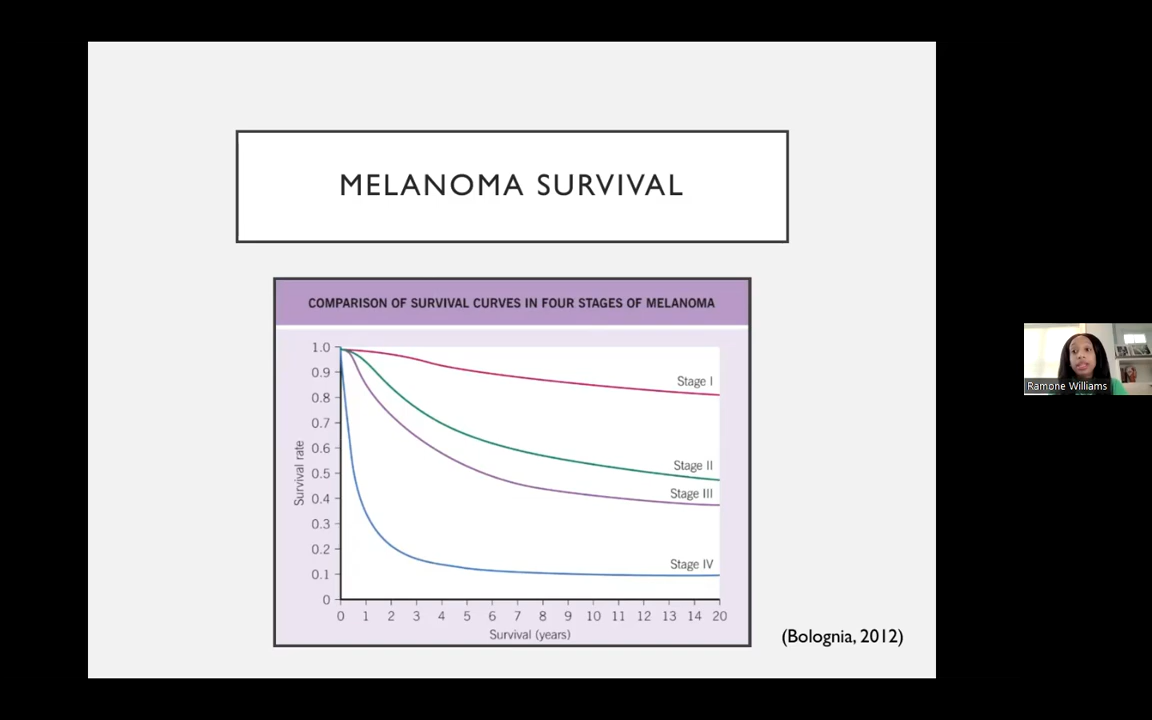 MELANOMA SURVIVAL
COMPARISON OF SURVIVAL CURVES IN FOUR STAGES OF MELANOMA
1.0
0.9
0.8
0.7
0.6
0.5
0.4
0.3
0.2
0.1
0
Survival rate
Stage I
Stage II
Stage III
Stage IV
0 1 2 3 4 5 6 7 8 9 10 11 12 13 14 20
Survival (years)
(Bolognia, 2012)
Ramone Williams